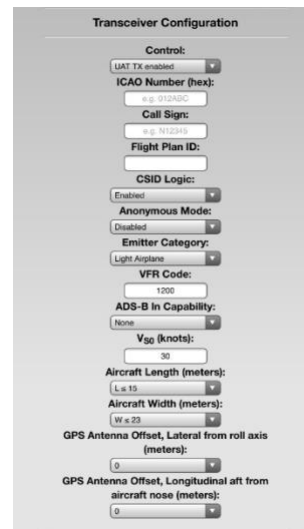 Transceiver Configuration
Control:
UAT TX enabled
ICAO Number (hex):
e.g. 012ABC
Call Sign:
e.g. N12345
Flight Plan ID:
CSID Logic:
Enabled
Anonymous Mode:
Disabled
Emitter Category:
Light Airplane
VFR Code:
1200
ADS-B In Capability:
None
VS0 (knots):
30
Aircraft Length (meters):
L ≤ 15
Aircraft Width (meters):
W ≤ 23
GPS Antenna Offset, Lateral from roll axis
(meters):
0
GPS Antenna Offset, Longitudinal aft from
aircraft nose (meters):
0